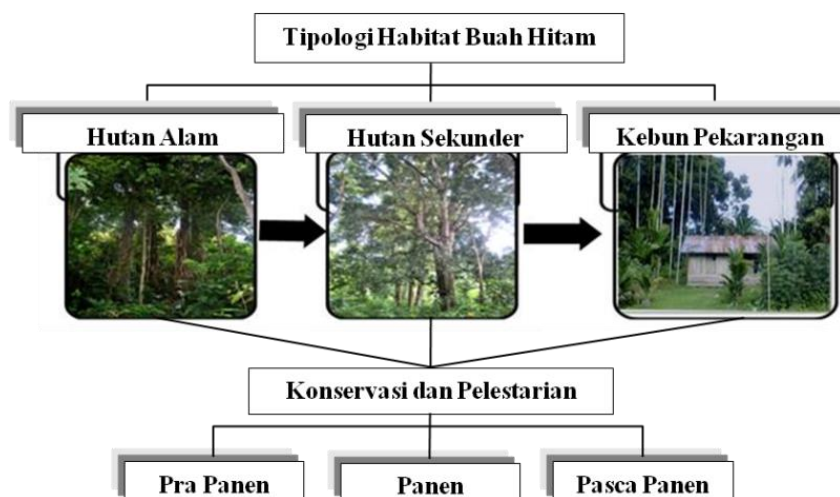 Tipologi Habitat Buah Hitam
Hutan Alam
Hutan Sekunder
Kebun Pekarangan
Konservasi dan Pelestarian
Pra Panen
Panen
Pasca Panen